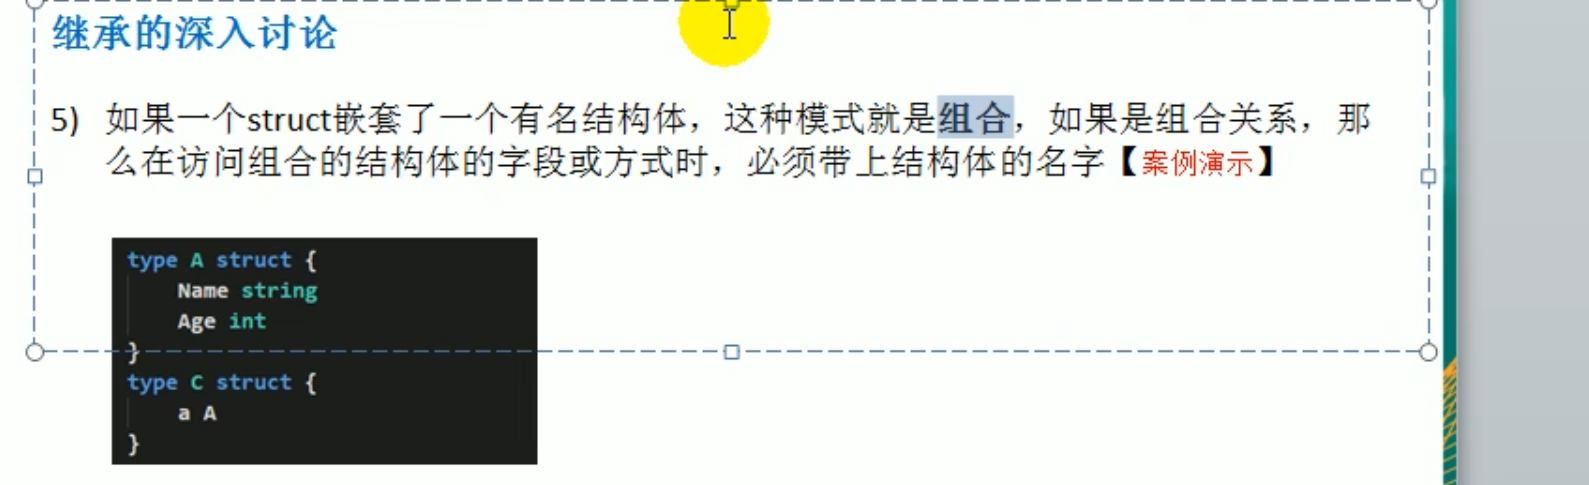 继承的深入讨论
5) 如果一个struct嵌套了一个有名结构体，这种模式就是组合，如果是组合关系，那
么在访问组合的结构体的字段或方式时，必须带上结构体的名字【案例演示】
type A struct {
Name string
Age int
}
type C struct {
a A
}